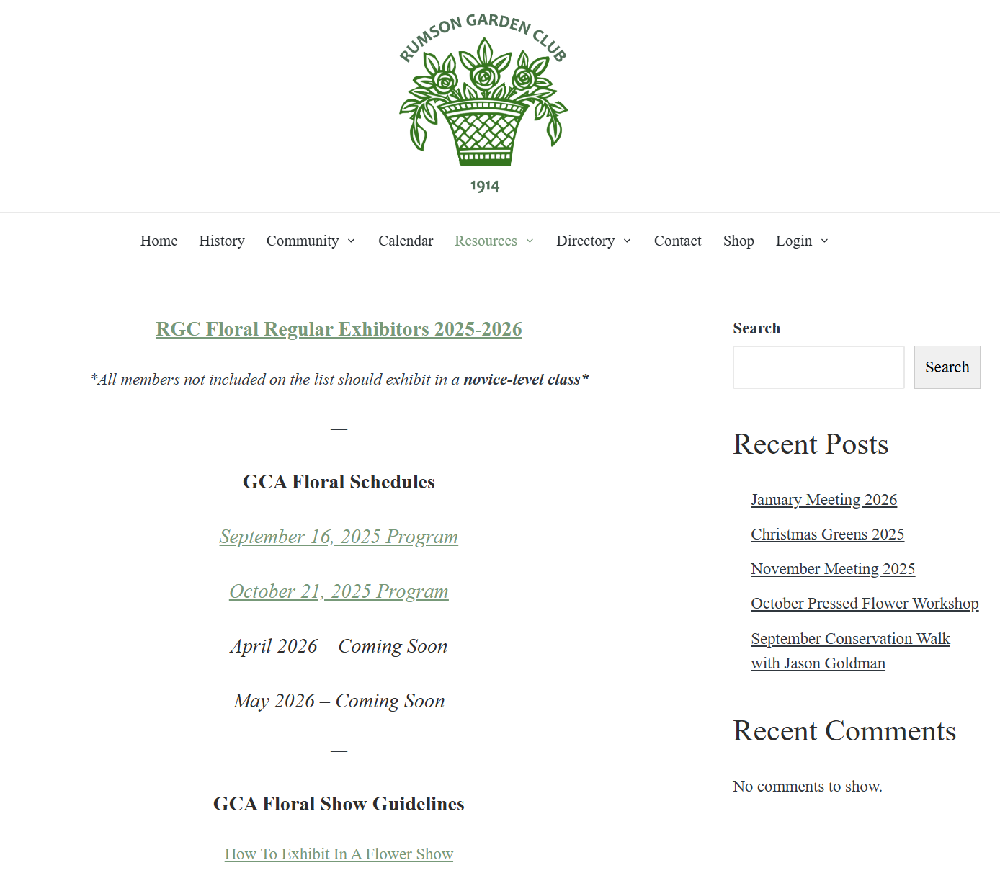 RUMSON GARDEN CLUB
1914
Home History Community Calendar Resources Directory Contact Shop Login
RGC Floral Regular Exhibitors 2025-2026
*All members not included on the list should exhibit in a novice-level class*
—
GCA Floral Schedules
September 16, 2025 Program
October 21, 2025 Program
April 2026 – Coming Soon
May 2026 – Coming Soon
—
GCA Floral Show Guidelines
How To Exhibit In A Flower Show
Search
Search
Recent Posts
January Meeting 2026
Christmas Greens 2025
November Meeting 2025
October Pressed Flower Workshop
September Conservation Walk
with Jason Goldman
Recent Comments
No comments to show.